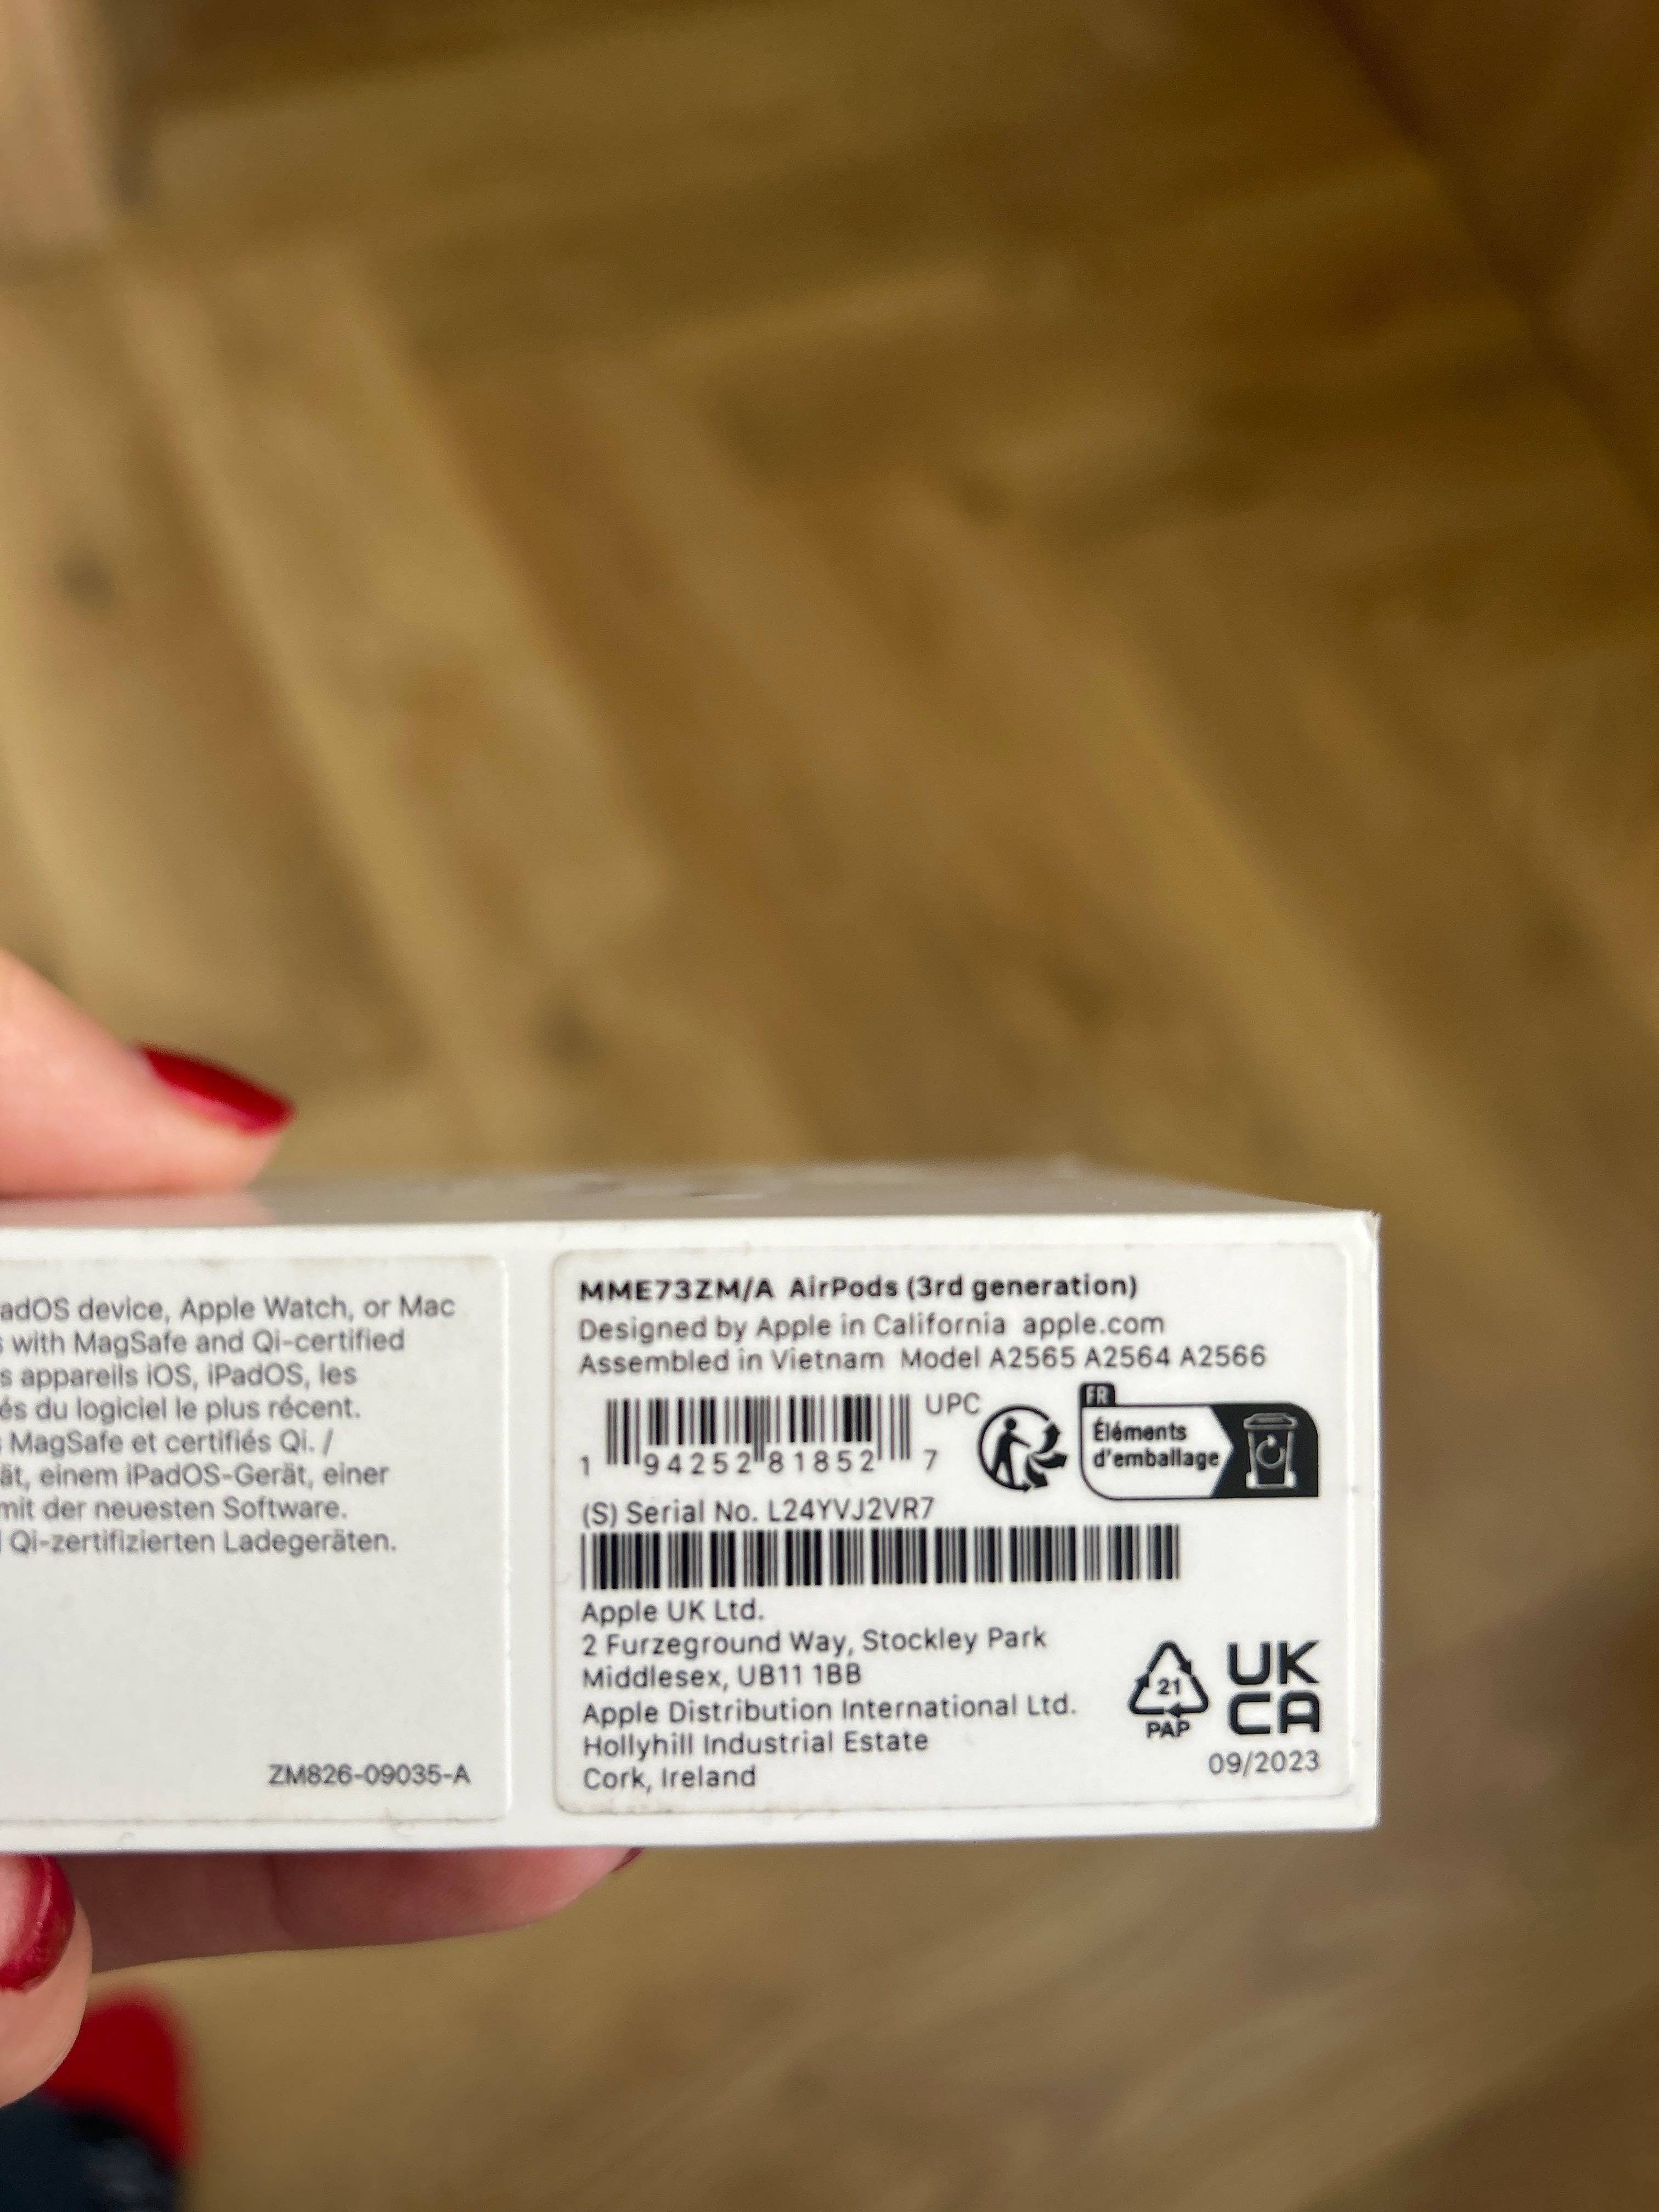 adOS device, Apple Watch, or Mac
with MagSafe and Qi-certified
s appareils iOS, iPadOS, les
és du logiciel le plus récent.
MagSafe et certifiés Qi. /
ät, einem iPadOS-Gerät, einer
mit der neuesten Software.
Qi-zertifizierten Ladegeräten.
ZM826-09035-A
MME73ZM/A AirPods (3rd generation)
Designed by Apple in California apple.com
Assembled in Vietnam Model A2565 A2564 A2566
UPC
1 94252 81852 7
FR
Éléments
d'emballage
(S) Serial No. L24YVJ2VR7
Apple UK Ltd.
2 Furzeground Way, Stockley Park
Middlesex, UB11 1BB
Apple Distribution International Ltd.
Hollyhill Industrial Estate
Cork, Ireland
21
PAP
UK
CA
09/2023